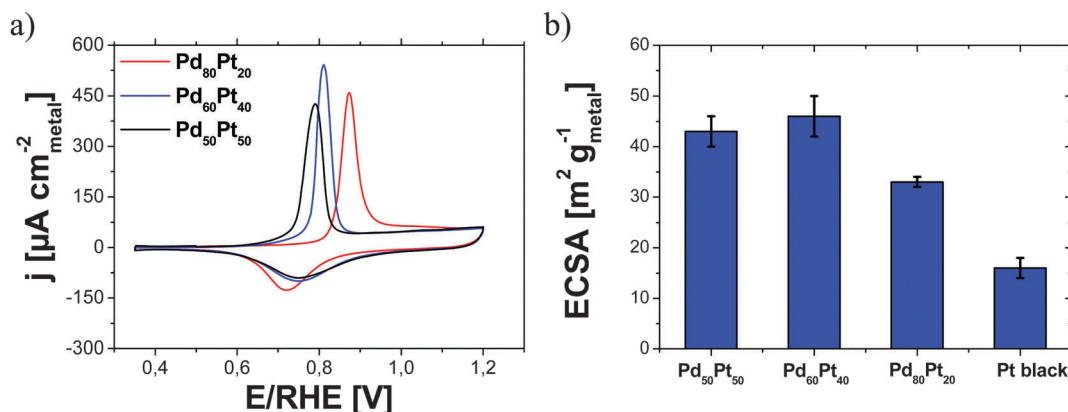 a)
600
450
300
150
0
-150
-300
j [µA cm⁻²metal]
Pd₈₀Pt₂₀
Pd₆₀Pt₄₀
Pd₅₀Pt₅₀
0,4 0,6 0,8 1,0 1,2
E/RHE [V]
b)
60
50
40
30
20
10
0
ECSA [m² g⁻¹metal]
Pd₅₀Pt₅₀ Pd₆₀Pt₄₀ Pd₈₀Pt₂₀ Pt black